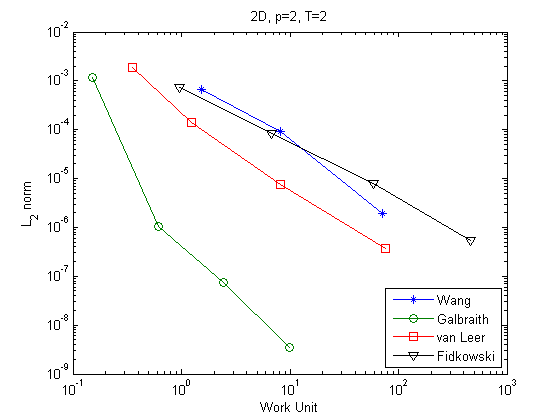 2D, p=2, T=2
10^-2
10^-3
10^-4
10^-5
10^-6
10^-7
10^-8
10^-9
L_2 norm
10^-1
10^0
10^1
10^2
10^3
Work Unit
Wang
Galbraith
van Leer
Fidkowski